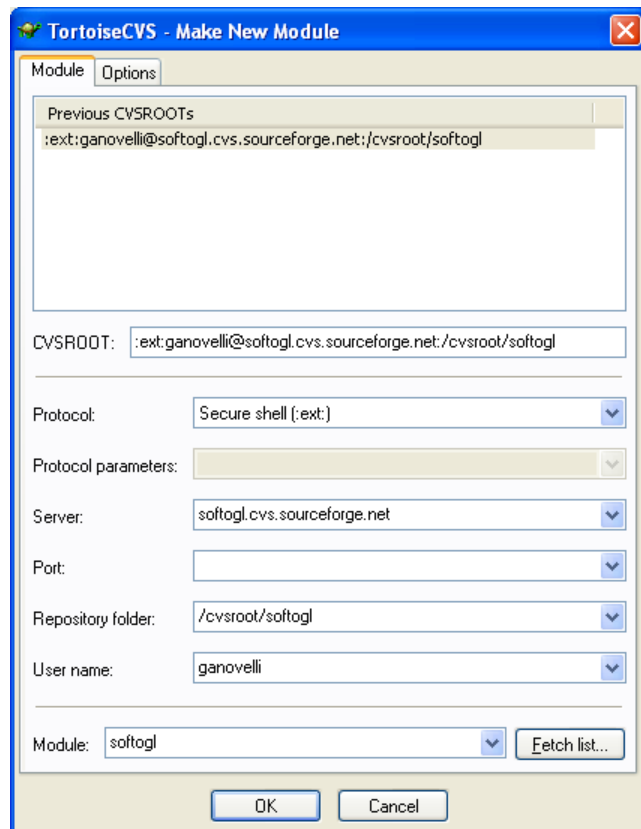 TortoiseCVS - Make New Module
Module Options
Previous CVSROOTs
:ext:ganovelli@softogl.cvs.sourceforge.net:/cvsroot/softogl
CVSROOT: :ext:ganovelli@softogl.cvs.sourceforge.net:/cvsroot/softogl
Protocol: Secure shell (:ext:)
Protocol parameters:
Server: softogl.cvs.sourceforge.net
Port:
Repository folder: /cvsroot/softogl
User name: ganovelli
Module: softogl Fetch list...
OK Cancel